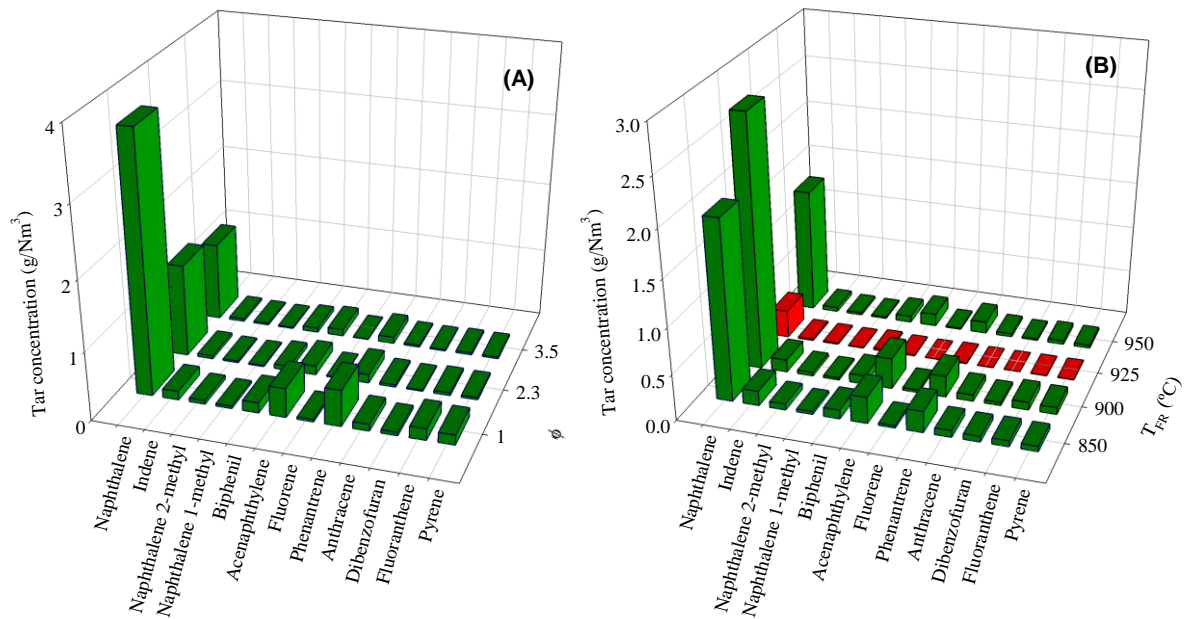 (A)
Tar concentration (g/Nm³)
4
3
2
1
0
Naphthalene
Indene
Naphthalene 2-methyl
Naphthalene 1-methyl
Biphenil
Acenaphthylene
Fluorene
Phenantrene
Anthracene
Dibenzofuran
Fluoranthene
Pyrene
3.5
2.3
1
ϕ
(B)
Tar concentration (g/Nm³)
3.0
2.5
2.0
1.5
1.0
0.5
0.0
Naphthalene
Indene
Naphthalene 2-methyl
Naphthalene 1-methyl
Biphenil
Acenaphthylene
Fluorene
Phenantrene
Anthracene
Dibenzofuran
Fluoranthene
Pyrene
950
925
900
850
T_FR (ºC)